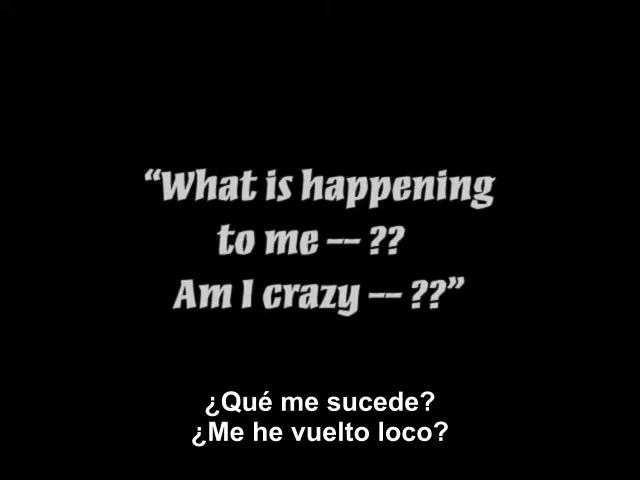 “What is happening
to me -- ??
Am I crazy -- ??”
¿Qué me sucede?
¿Me he vuelto loco?